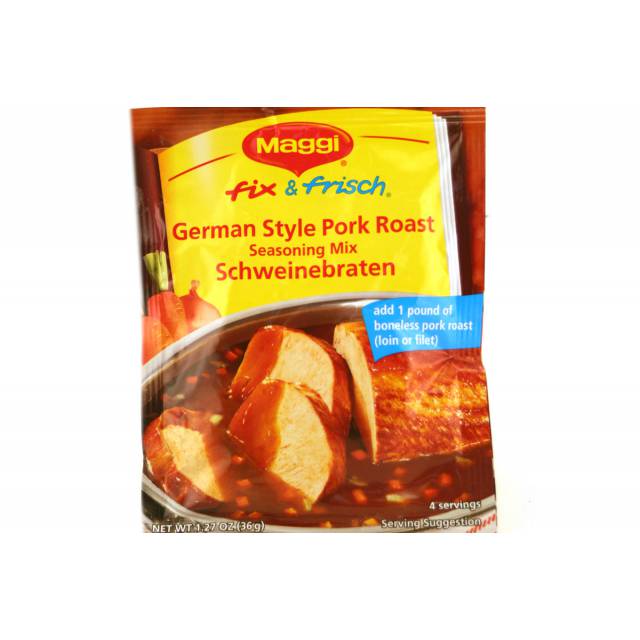 Maggi
fix & frisch®
German Style Pork Roast
Seasoning Mix
Schweinebraten
add 1 pound of
boneless pork roast
(loin or filet)
4 servings
NET WT 1.27 OZ (36 g)
Serving Suggestion